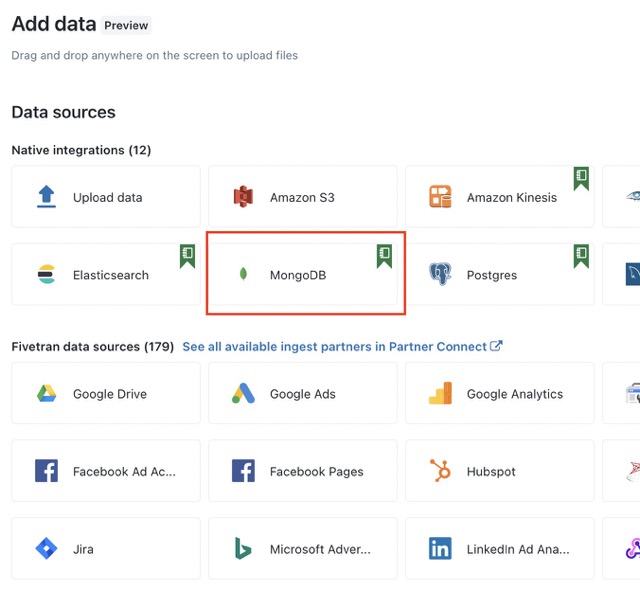 Add data Preview
Drag and drop anywhere on the screen to upload files
Data sources
Native integrations (12)
Upload data
Amazon S3
Amazon Kinesis
Elasticsearch
MongoDB
Postgres
Fivetran data sources (179) See all available ingest partners in Partner Connect
Google Drive
Google Ads
Google Analytics
Facebook Ad Ac...
Facebook Pages
Hubspot
Jira
Microsoft Adver...
LinkedIn Ad Ana...